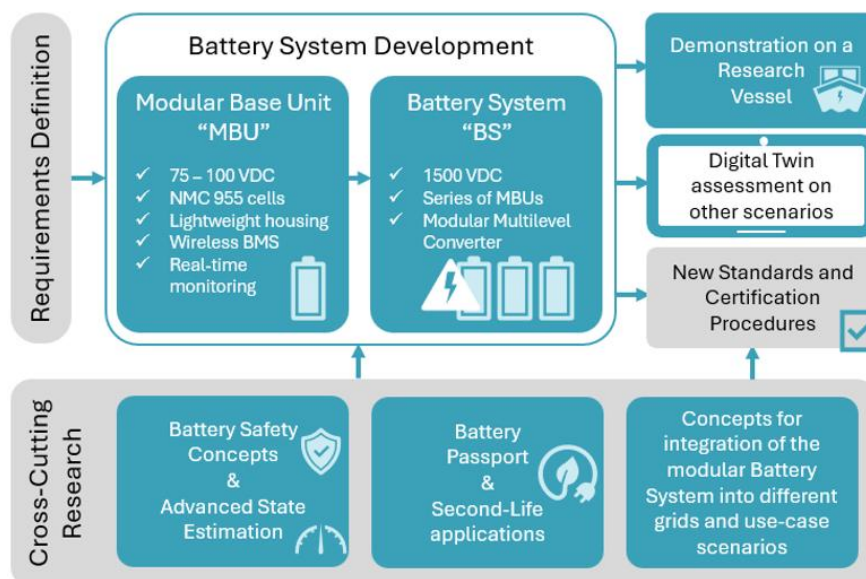 Requirements Definition
Battery System Development
Modular Base Unit
“MBU”
✓ 75 – 100 VDC
✓ NMC 955 cells
✓ Lightweight housing
✓ Wireless BMS
✓ Real-time
monitoring
Battery System
“BS”
✓ 1500 VDC
✓ Series of MBUs
✓ Modular Multilevel
Converter
Demonstration on a
Research
Vessel
Digital Twin
assessment on
other scenarios
New Standards and
Certification
Procedures
Cross-Cutting
Research
Battery Safety
Concepts
&
Advanced State
Estimation
Battery
Passport
&
Second-Life
applications
Concepts for
integration of the
modular Battery
System into different
grids and use-case
scenarios